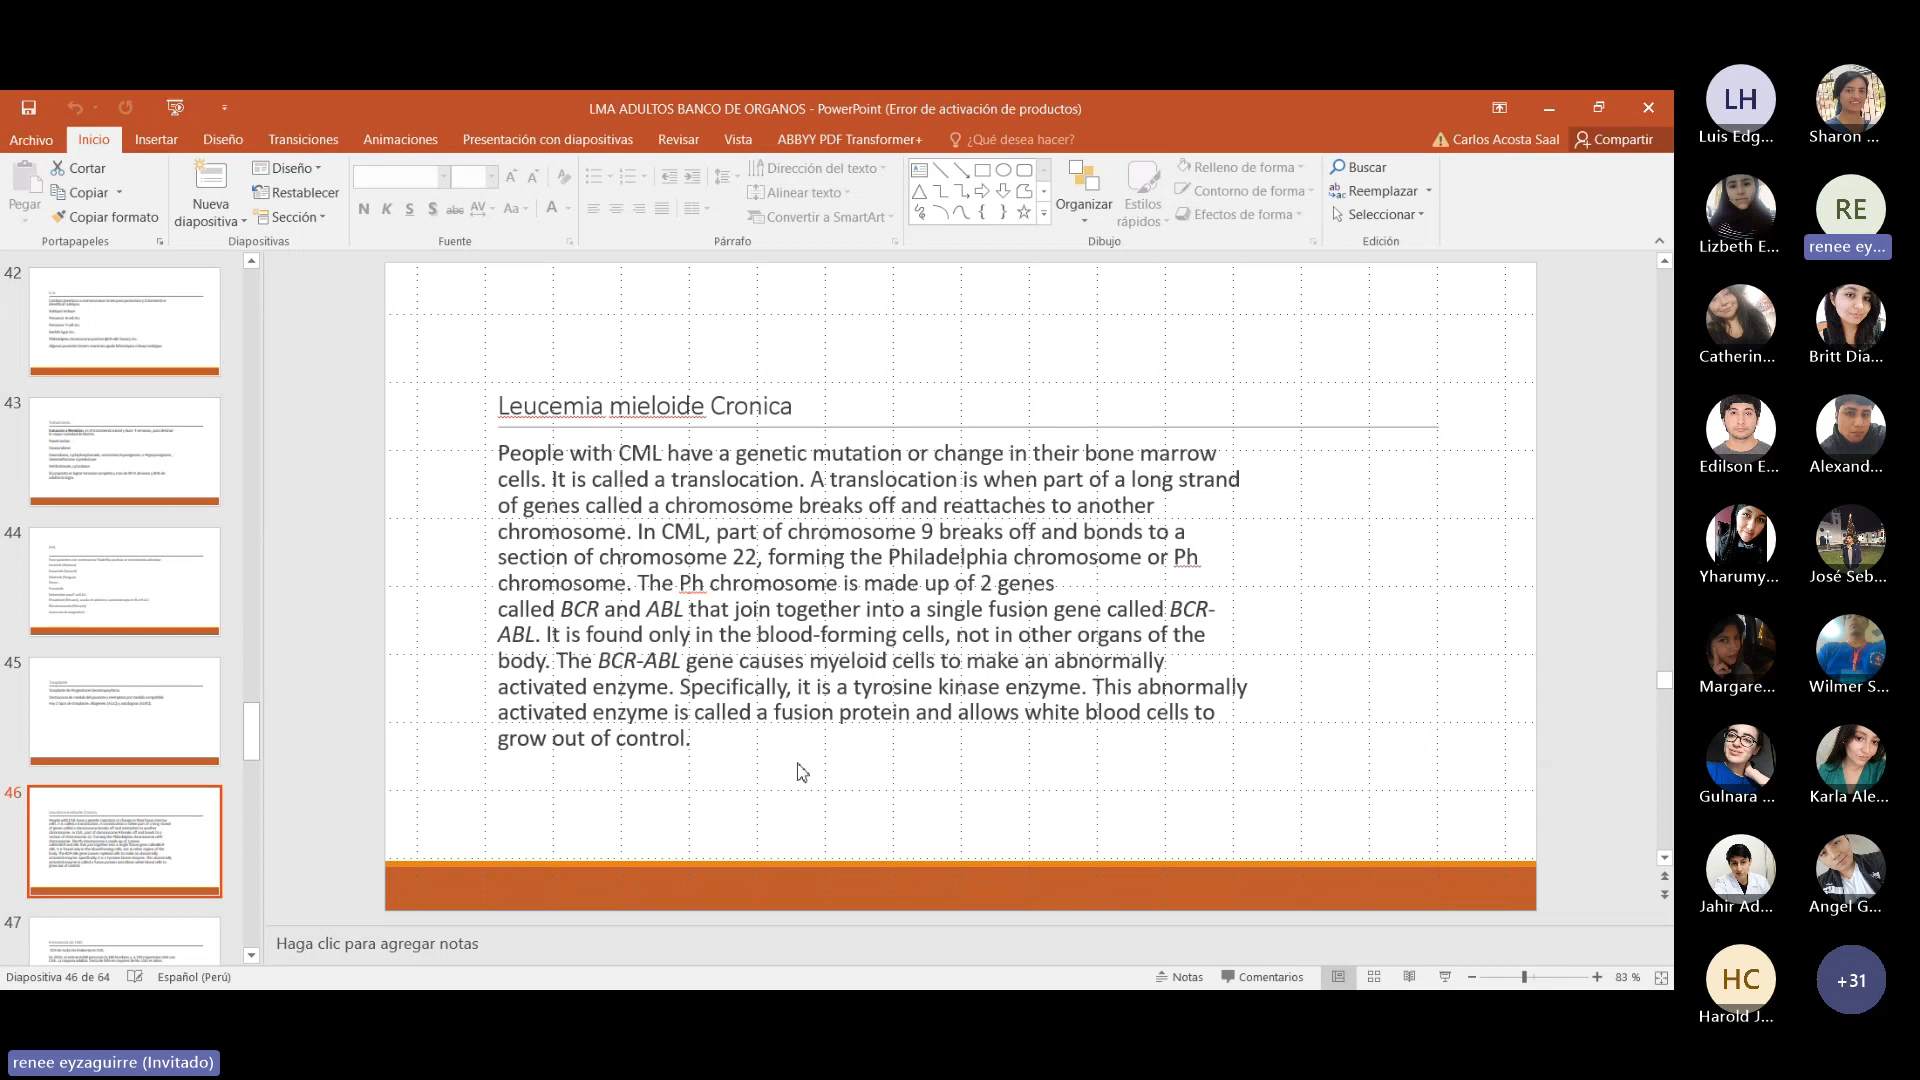 LMA ADULTOS BANCO DE ORGANOS - PowerPoint (Error de activación de productos)
Archivo
Inicio
Insertar
Diseño
Transiciones
Animaciones
Presentación con diapositivas
Revisar
Vista
ABBYY PDF Transformer+
¿Qué desea hacer?
Carlos Acosta Saal
Compartir
Pegar
Cortar
Copiar
Copiar formato
Portapapeles
Nueva
diapositiva
Diseño
Restablecer
Sección
Diapositivas
N K S S abc AV Aa A
Fuente
Dirección del texto
Alinear texto
Convertir a SmartArt
Párrafo
Organizar
Estilos
rápidos
Relleno de forma
Contorno de forma
Efectos de forma
Dibujo
Buscar
Reemplazar
Seleccionar
Edición
42
43
44
45
46
47
Leucemia mieloide Cronica
People with CML have a genetic mutation or change in their bone marrow
cells. It is called a translocation. A translocation is when part of a long strand
of genes called a chromosome breaks off and reattaches to another
chromosome. In CML, part of chromosome 9 breaks off and bonds to a
section of chromosome 22, forming the Philadelphia chromosome or Ph
chromosome. The Ph chromosome is made up of 2 genes
called BCR and ABL that join together into a single fusion gene called BCR-
ABL. It is found only in the blood-forming cells, not in other organs of the
body. The BCR-ABL gene causes myeloid cells to make an abnormally
activated enzyme. Specifically, it is a tyrosine kinase enzyme. This abnormally
activated enzyme is called a fusion protein and allows white blood cells to
grow out of control.
Haga clic para agregar notas
Diapositiva 46 de 64
Español (Perú)
Notas
Comentarios
83 %
LH
Luis Edg...
Sharon ...
Lizbeth E...
RE
renee ey...
Catherin...
Britt Dia...
Edilson E...
Alexand...
Yharumy...
José Seb...
Margare...
Wilmer S...
Gulnara ...
Karla Ale...
Jahir Ad...
Angel G...
HC
Harold J...
+31
renee eyzaguirre (Invitado)